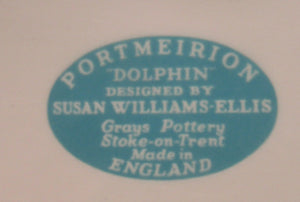 PORTMEIRION
"DOLPHIN"
DESIGNED BY
SUSAN WILLIAMS-ELLIS
Grays Pottery
Stoke-on-Trent
Made in
ENGLAND